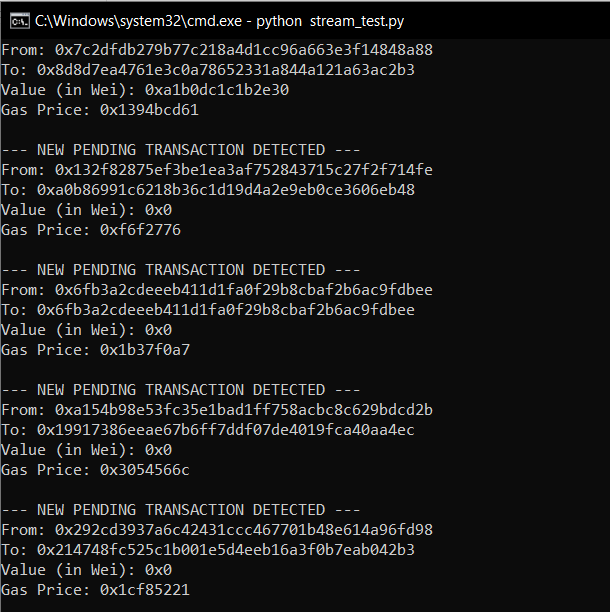 C:\Windows\system32\cmd.exe - python  stream_test.py
From: 0x7c2dfdb279b77c218a4d1cc96a663e3f14848a88
To: 0x8d8d7ea4761e3c0a78652331a844a121a63ac2b3
Value (in Wei): 0xa1b0dc1c1b2e30
Gas Price: 0x1394bcd61
--- NEW PENDING TRANSACTION DETECTED ---
From: 0x132f82875ef3be1ea3af752843715c27f2f714fe
To: 0xa0b86991c6218b36c1d19d4a2e9eb0ce3606eb48
Value (in Wei): 0x0
Gas Price: 0xf6f2776
--- NEW PENDING TRANSACTION DETECTED ---
From: 0x6fb3a2cdeeeb411d1fa0f29b8cbaf2b6ac9fdbee
To: 0x6fb3a2cdeeeb411d1fa0f29b8cbaf2b6ac9fdbee
Value (in Wei): 0x0
Gas Price: 0x1b37f0a7
--- NEW PENDING TRANSACTION DETECTED ---
From: 0xa154b98e53fc35e1bad1ff758acbc8c629bdcd2b
To: 0x19917386eeae67b6ff7ddf07de4019fca40aa4ec
Value (in Wei): 0x0
Gas Price: 0x3054566c
--- NEW PENDING TRANSACTION DETECTED ---
From: 0x292cd3937a6c42431ccc467701b48e614a96fd98
To: 0x214748fc525c1b001e5d4eeb16a3f0b7eab042b3
Value (in Wei): 0x0
Gas Price: 0x1cf85221